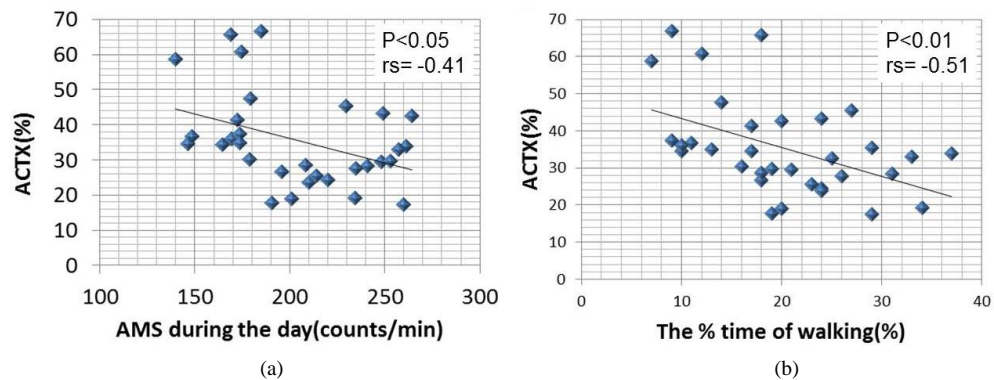 70
60
50
40
30
20
10
0
ACTX(%)
P<0.05
rs= -0.41
100 150 200 250 300
AMS during the day(counts/min)
(a)
70
60
50
40
30
20
10
0
ACTX(%)
P<0.01
rs= -0.51
0 10 20 30 40
The % time of walking(%)
(b)